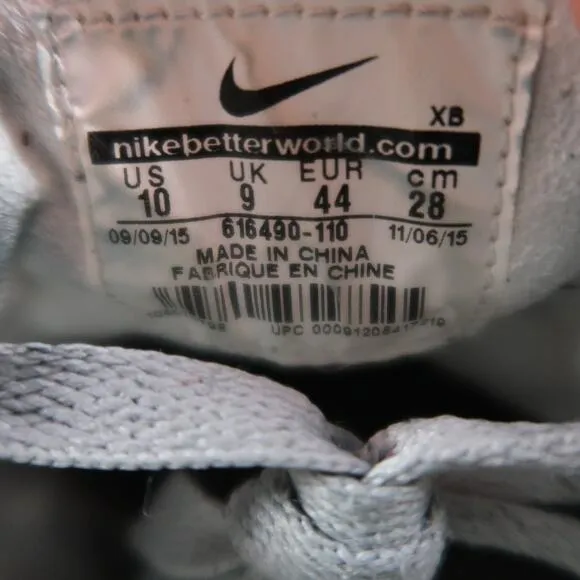 XB
nikebetterworld.com
US UK EUR cm
10 9 44 28
09/09/15 616490-110 11/06/15
MADE IN CHINA
FABRIQUE EN CHINE
UPC